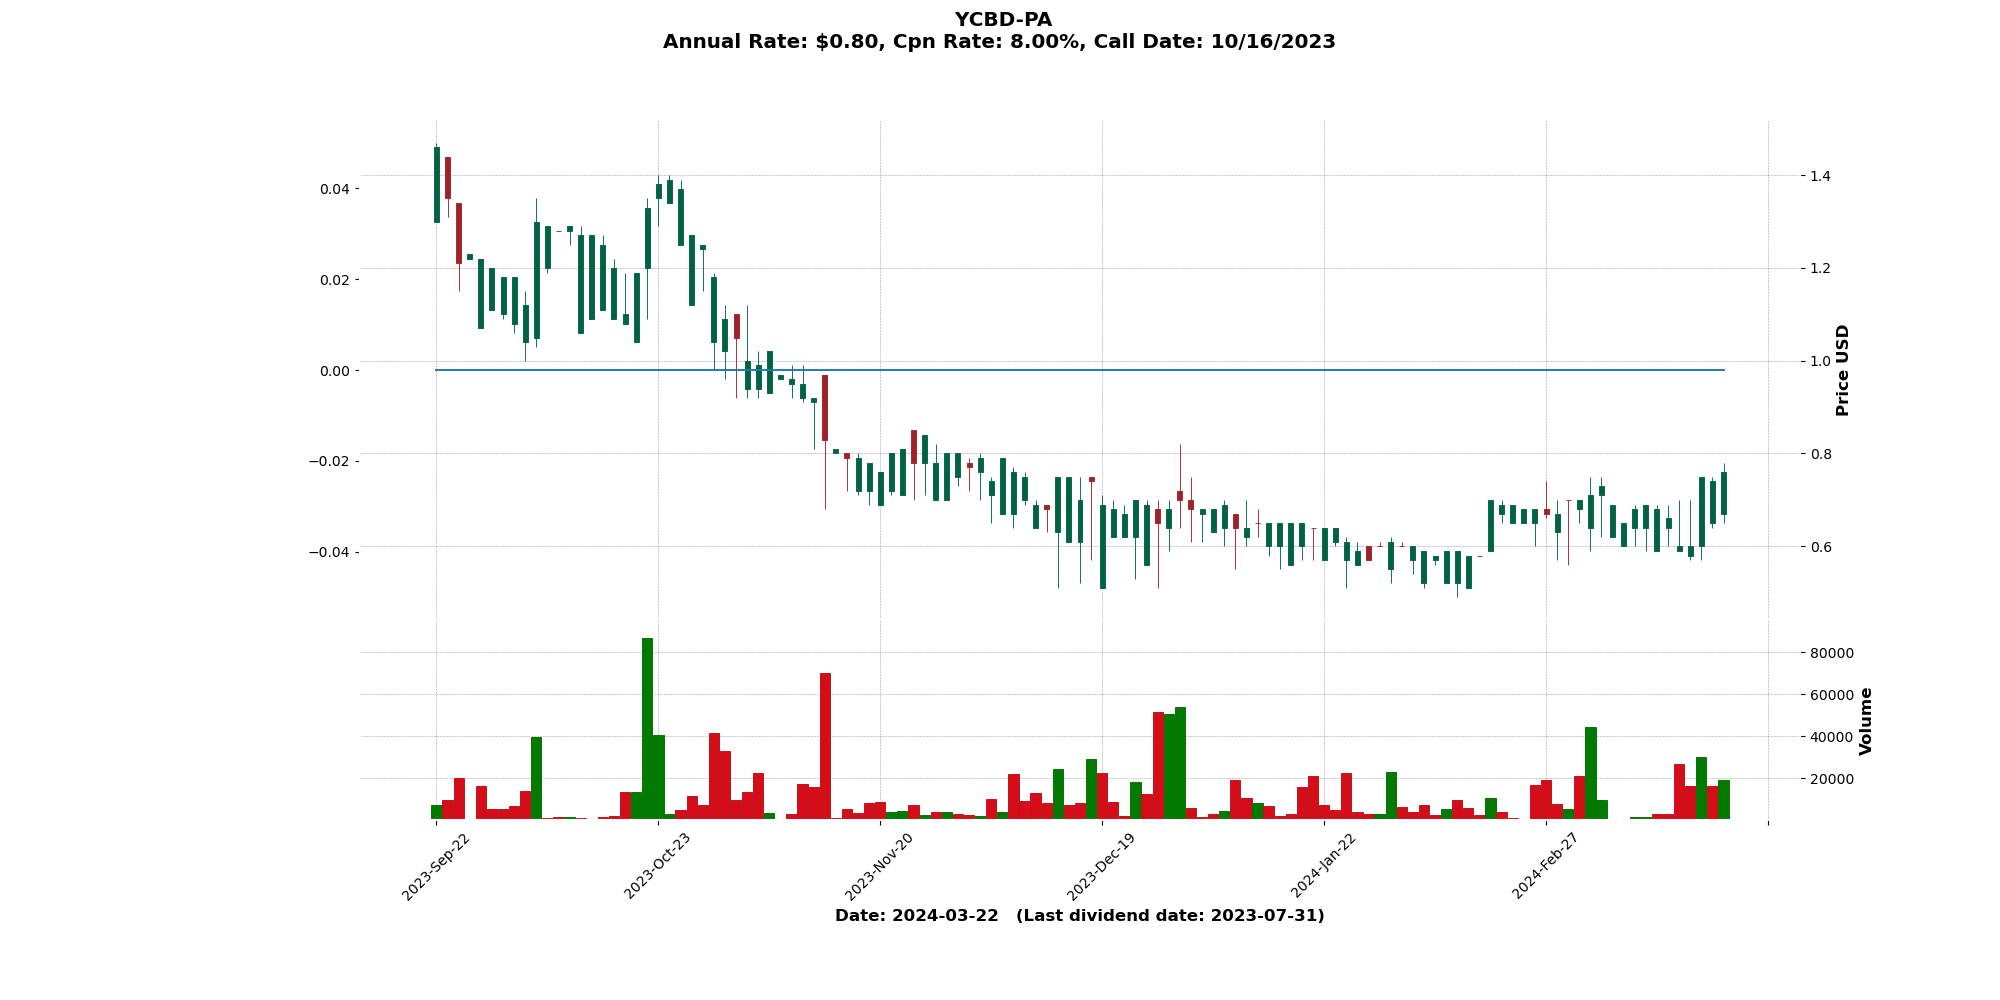 YCBD-PA
Annual Rate: $0.80, Cpn Rate: 8.00%, Call Date: 10/16/2023
0.04
0.02
0.00
−0.02
−0.04
1.4
1.2
1.0
0.8
0.6
Price USD
80000
60000
40000
20000
Volume
2023-Sep-22
2023-Oct-23
2023-Nov-20
2023-Dec-19
2024-Jan-22
2024-Feb-27
Date: 2024-03-22   (Last dividend date: 2023-07-31)